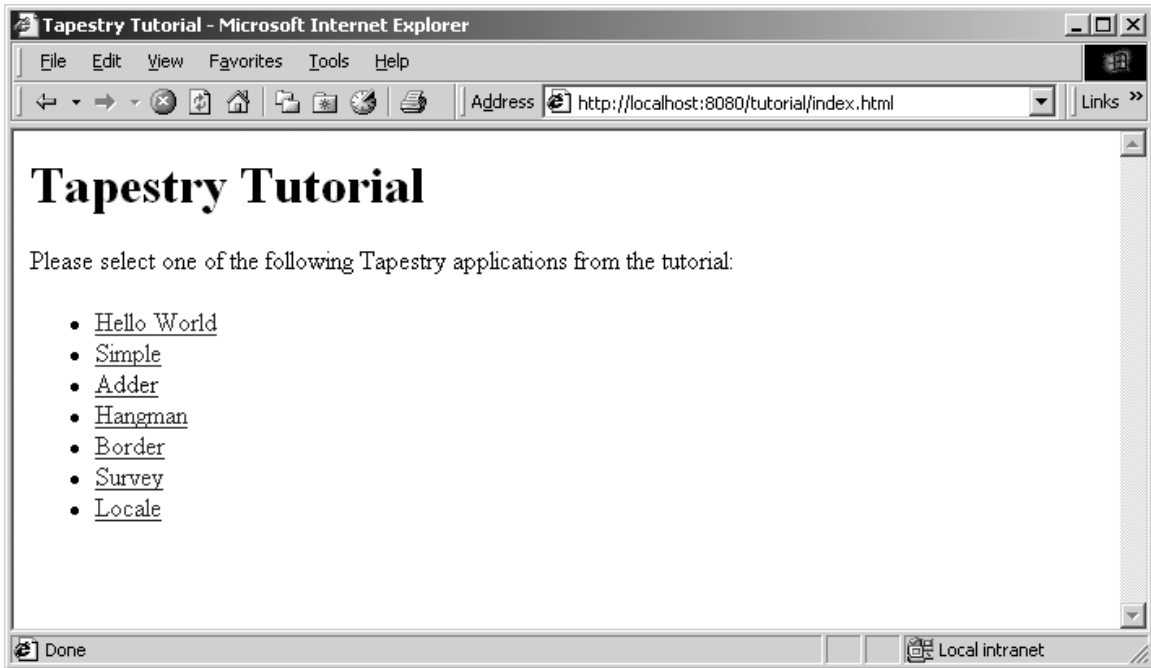 Tapestry Tutorial - Microsoft Internet Explorer
File Edit View Favorites Tools Help
Address http://localhost:8080/tutorial/index.html Links »
Tapestry Tutorial
Please select one of the following Tapestry applications from the tutorial:
• Hello World
• Simple
• Adder
• Hangman
• Border
• Survey
• Locale
Done Local intranet